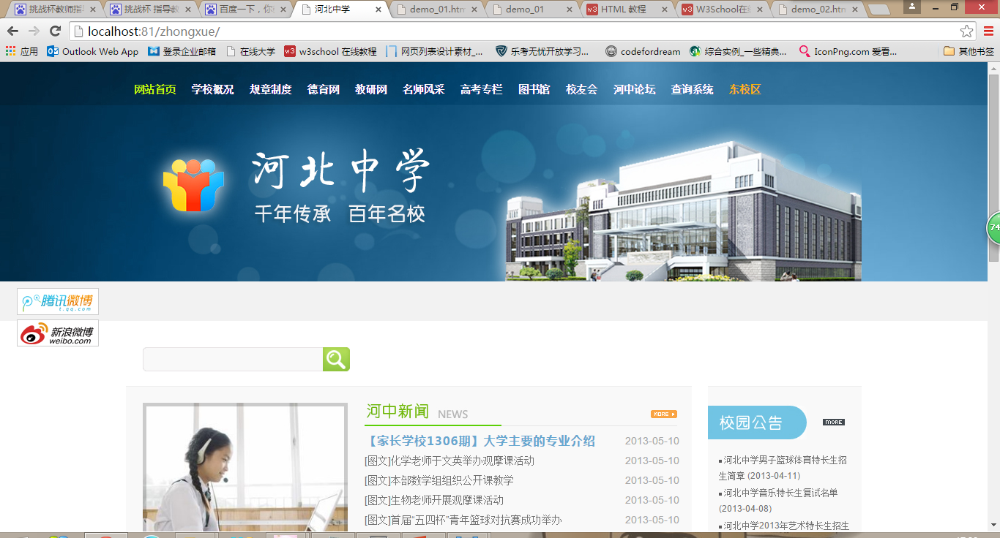 挑战杯教师指 挑战杯 指导教 百度一下，你 河北中学 demo_01.htm demo_01 HTML 教程 W3School在 demo_02.htm
localhost:81/zhongxue/
应用 Outlook Web App 登录企业邮箱 在线大学 w3school 在线教程 网页列表设计素材_... 乐考无忧开放学习... codefordream 综合实例_一些精典... IconPng.com 爱看... 其他书签
网站首页 学校概况 规章制度 德育网 教研网 名师风采 高考专栏 图书馆 校友会 河中论坛 查询系统 东校区
河北中学
千年传承 百年名校
74
腾讯微博
t.qq.com
新浪微博
weibo.com
河中新闻 NEWS MORE
【家长学校1306期】大学主要的专业介绍 2013-05-10
[图文]化学老师于文英举办观摩课活动 2013-05-10
[图文]本部数学组组织公开课教学 2013-05-10
[图文]生物老师开展观摩课活动 2013-05-10
[图文]首届“五四杯”青年篮球对抗赛成功举办 2013-05-10
校园公告 MORE
河北中学男子篮球体育特长生招
生简章 (2013-04-11)
河北中学音乐特长生复试名单
(2013-04-08)
河北中学2013年艺术特长生招生